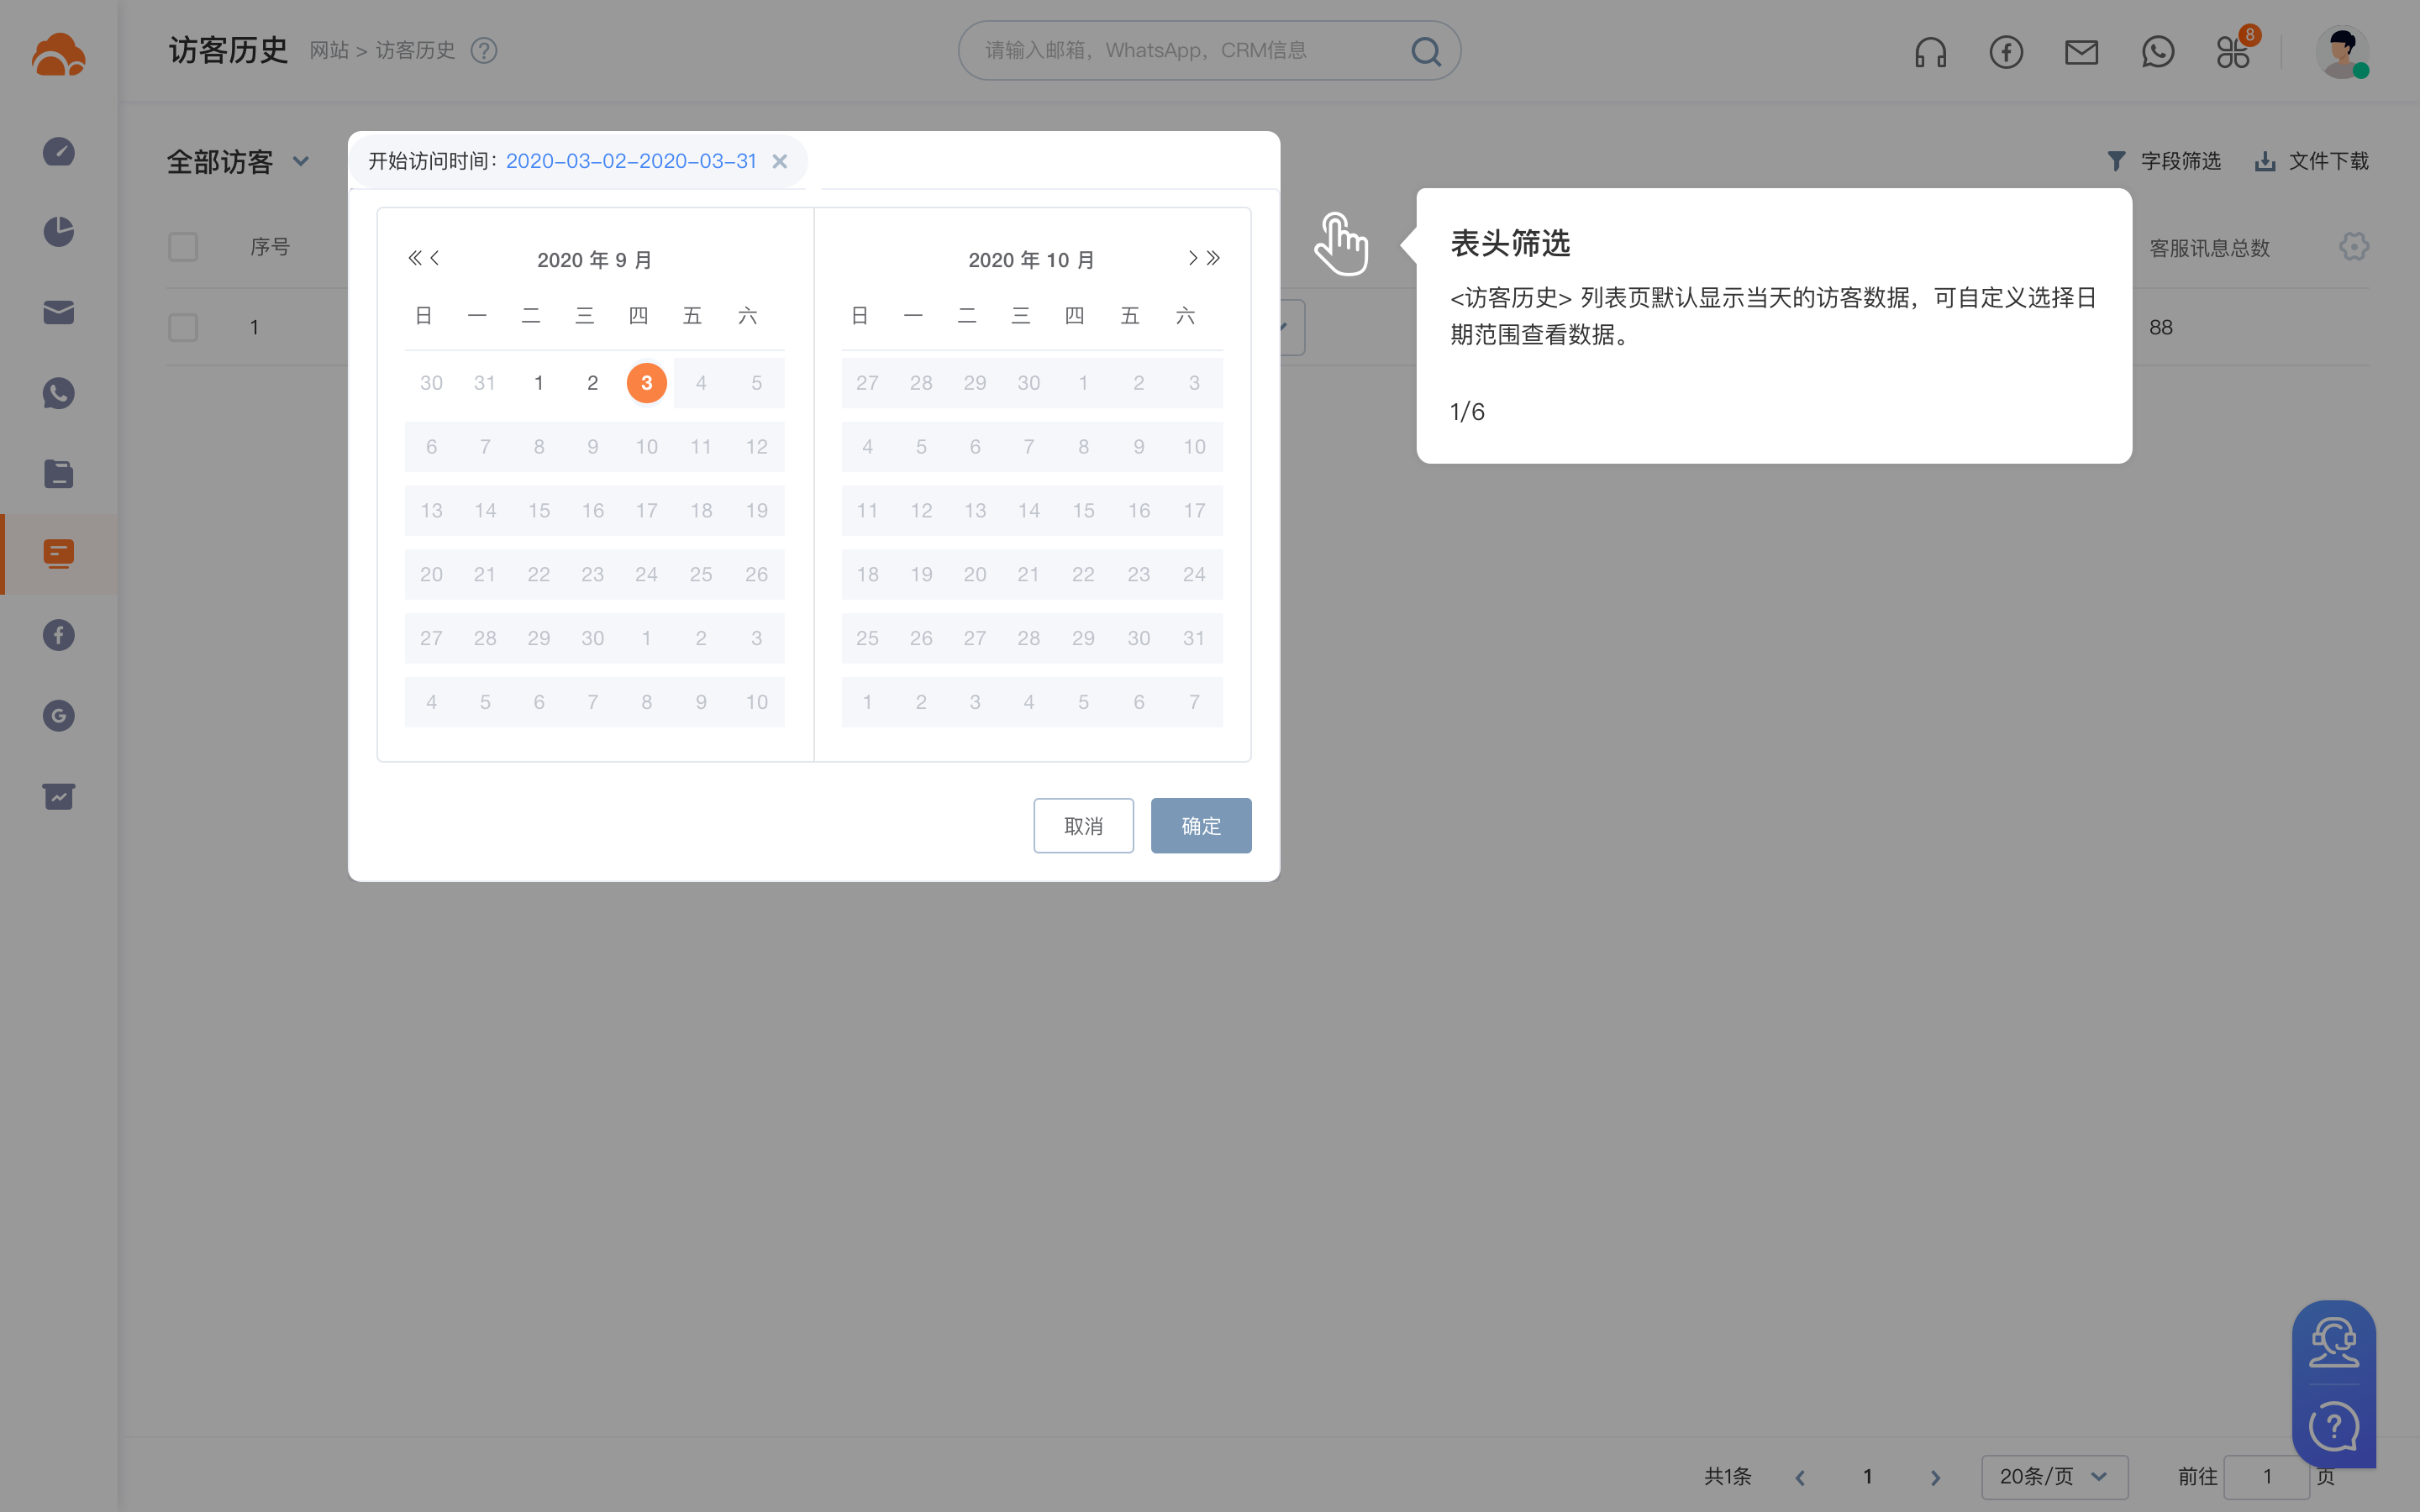 访客历史 网站 > 访客历史 ?
请输入邮箱，WhatsApp，CRM信息
8
全部访客
开始访问时间：2020-03-02-2020-03-31
字段筛选 文件下载
序号
客服讯息总数
1
88
2020 年 9 月
日 一 二 三 四 五 六
30 31 1 2 3 4 5
6 7 8 9 10 11 12
13 14 15 16 17 18 19
20 21 22 23 24 25 26
27 28 29 30 1 2 3
4 5 6 7 8 9 10
2020 年 10 月
日 一 二 三 四 五 六
27 28 29 30 1 2 3
4 5 6 7 8 9 10
11 12 13 14 15 16 17
18 19 20 21 22 23 24
25 26 27 28 29 30 31
1 2 3 4 5 6 7
取消 确定
表头筛选
<访客历史> 列表页默认显示当天的访客数据，可自定义选择日
期范围查看数据。
1/6
共1条 1 20条/页 前往 1 页